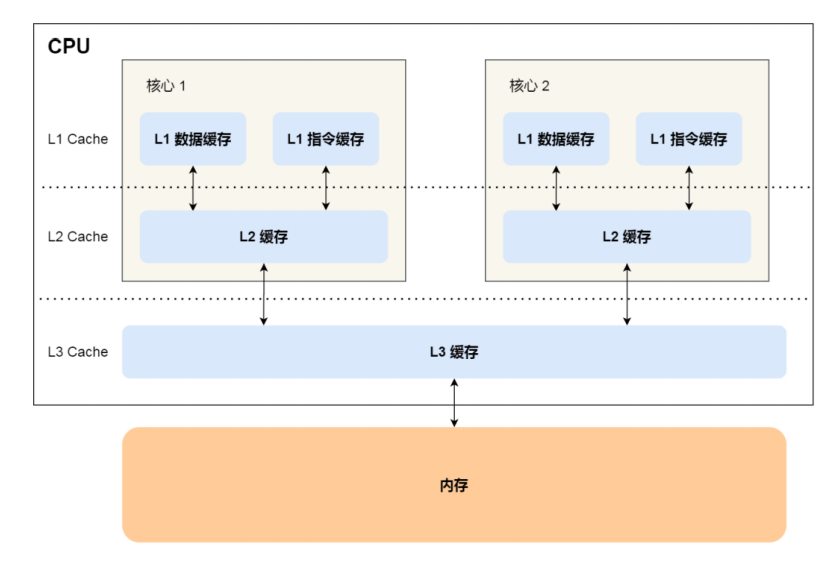 CPU
核心 1
核心 2
L1 Cache
L1 数据缓存
L1 指令缓存
L1 数据缓存
L1 指令缓存
L2 Cache
L2 缓存
L2 缓存
L3 Cache
L3 缓存
内存